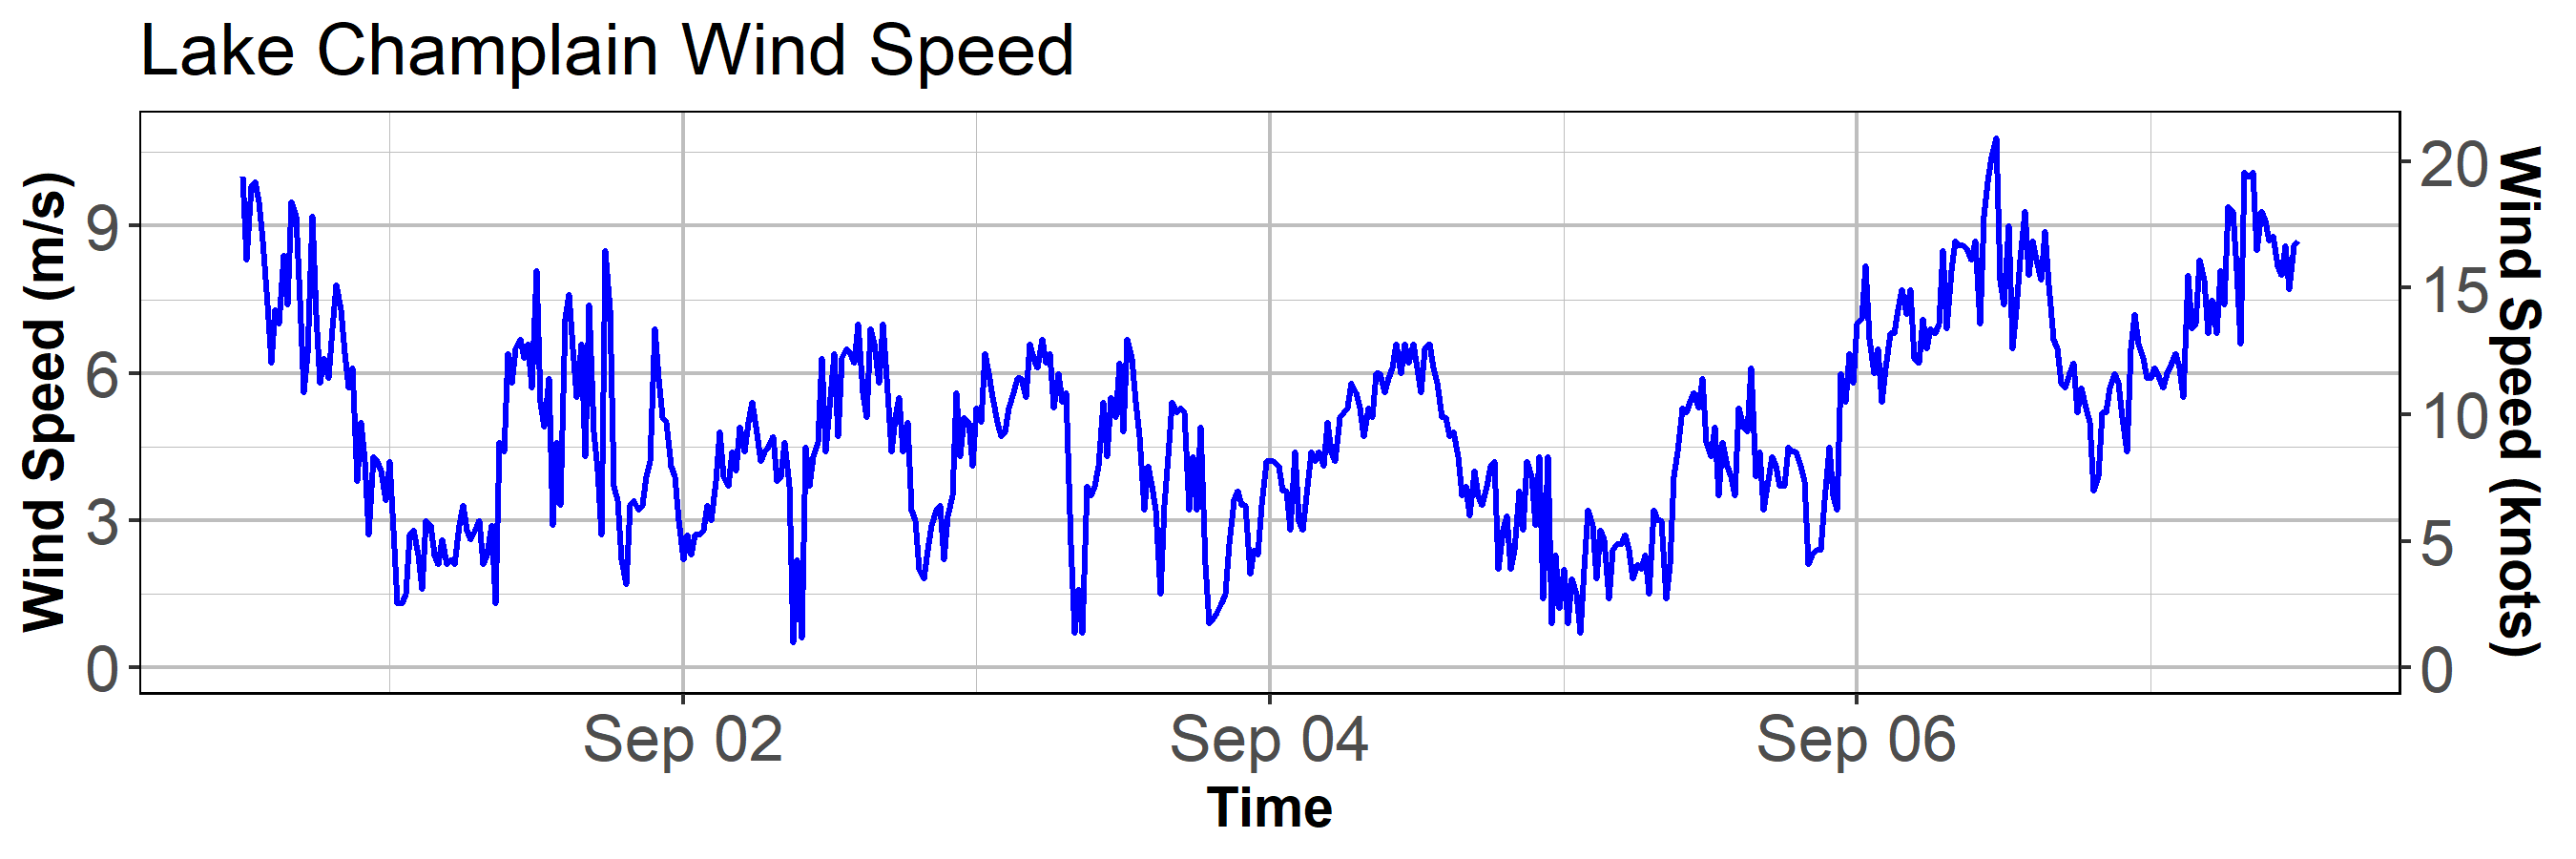 Lake Champlain Wind Speed
Wind Speed (m/s)
9
6
3
0
20
15
10
5
0
Wind Speed (knots)
Sep 02
Sep 04
Sep 06
Time